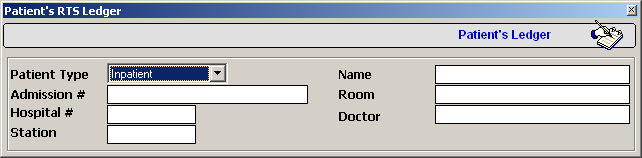 Patient's RTS Ledger
Patient's Ledger
Patient Type Inpatient Name
Admission # Room
Hospital # Doctor
Station